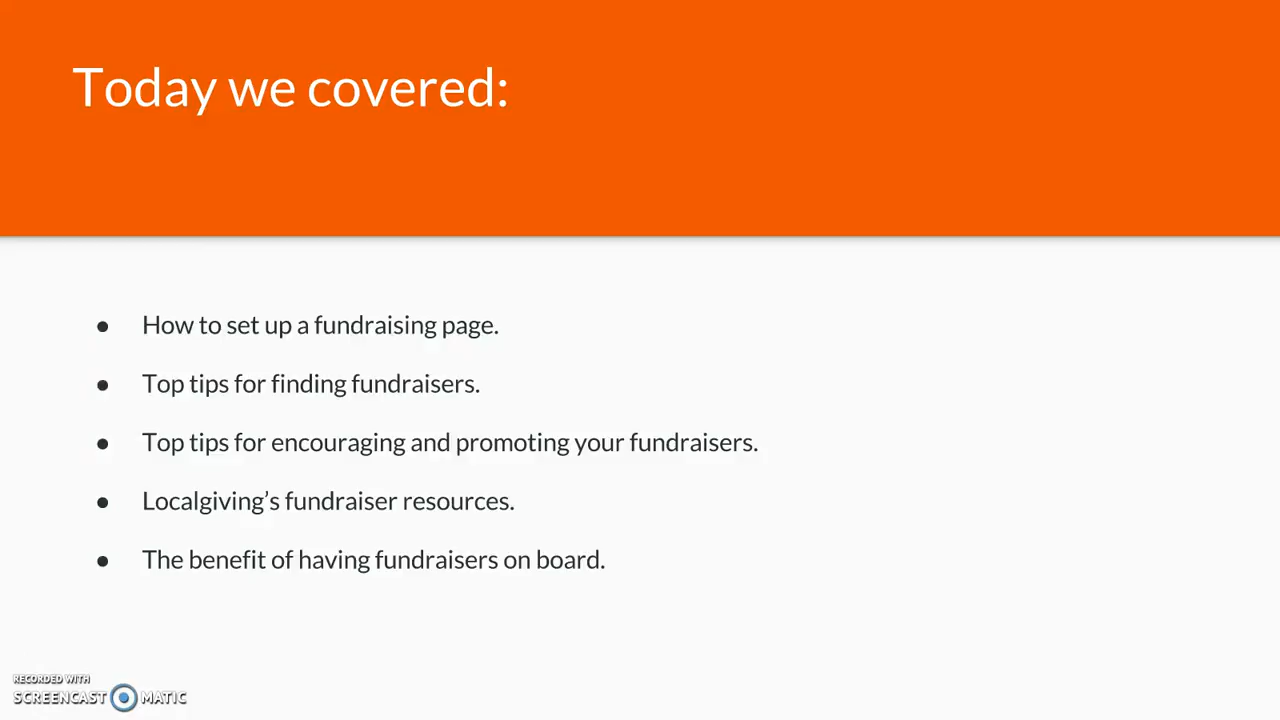 Today we covered:
● How to set up a fundraising page.
● Top tips for finding fundraisers.
● Top tips for encouraging and promoting your fundraisers.
● Localgiving’s fundraiser resources.
● The benefit of having fundraisers on board.
RECORDED WITH
SCREENCAST MATIC